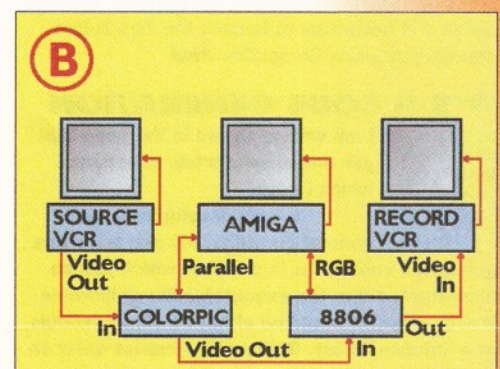 B
SOURCE VCR
AMIGA
RECORD VCR
Video Out
Parallel
RGB
Video In
In
COLORPIC
8806
Out
Video Out
In